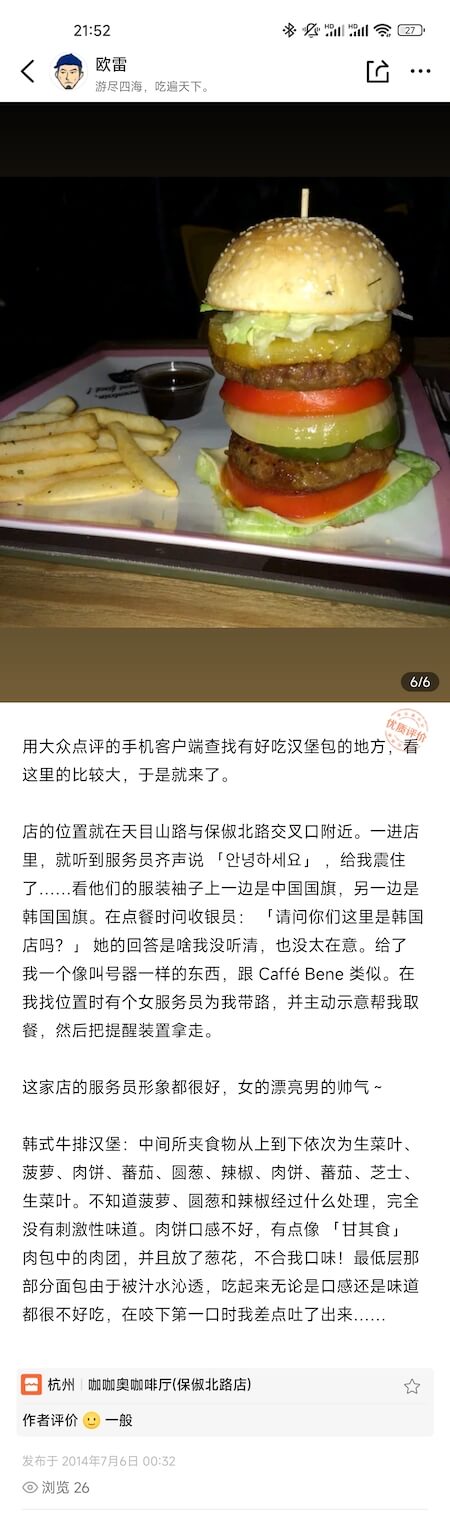 21:52
HD
HD
27
欧雷
游尽四海，吃遍天下。
6/6
优质评价
用大众点评的手机客户端查找有好吃汉堡包的地方，看
这里的比较大，于是就来了。
店的位置就在天目山路与保俶北路交叉口附近。一进店
里，就听到服务员齐声说 「안녕하세요」 ，给我震住
了……看他们的服装袖子上一边是中国国旗，另一边是
韩国国旗。在点餐时问收银员： 「请问你们这里是韩国
店吗？」 她的回答是啥我没听清，也没太在意。给了
我一个像叫号器一样的东西，跟 Caffé Bene 类似。在
我找位置时有个女服务员为我带路，并主动示意帮我取
餐，然后把提醒装置拿走。
这家店的服务员形象都很好，女的漂亮男的帅气～
韩式牛排汉堡：中间所夹食物从上到下依次为生菜叶、
菠萝、肉饼、蕃茄、圆葱、辣椒、肉饼、蕃茄、芝士、
生菜叶。不知道菠萝、圆葱和辣椒经过什么处理，完全
没有刺激性味道。肉饼口感不好，有点像 「甘其食」
肉包中的肉团，并且放了葱花，不合我口味！最低层那
部分面包由于被汁水沁透，吃起来无论是口感还是味道
都很不好吃，在咬下第一口时我差点吐了出来……
杭州 | 咖咖奥咖啡厅(保俶北路店)
作者评价 一般
发布于 2014年7月6日 00:32
浏览 26